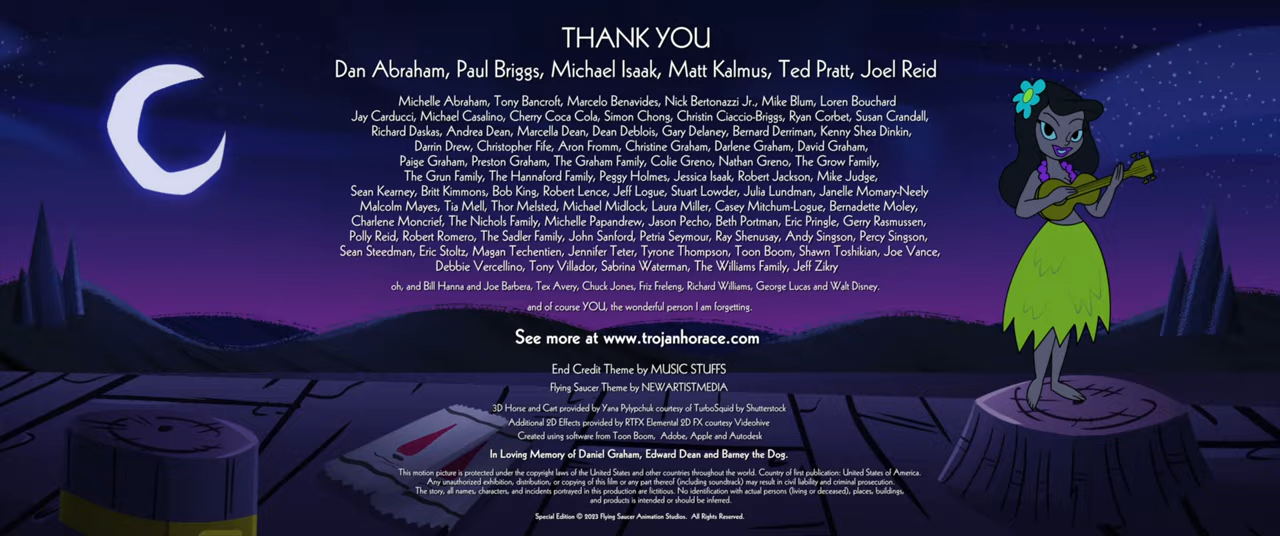 THANK YOU
Dan Abraham, Paul Briggs, Michael Isaak, Matt Kalmus, Ted Pratt, Joel Reid
Michelle Abraham, Tony Bancroft, Marcelo Benavides, Nick Bertonazzi Jr., Mike Blum, Loren Bouchard
Jay Carducci, Michael Casalino, Cherry Coca Cola, Simon Chong, Christin Ciaccio-Briggs, Ryan Corbet, Susan Crandall,
Richard Daskas, Andrea Dean, Marcella Dean, Dean Deblois, Gary Delaney, Bernard Derriman, Kenny Shea Dinkin,
Darrin Drew, Christopher Fife, Aron Fromm, Christine Graham, Darlene Graham, David Graham,
Paige Graham, Preston Graham, The Graham Family, Colie Greno, Nathan Greno, The Grow Family,
The Grun Family, The Hannaford Family, Peggy Holmes, Jessica Isaak, Robert Jackson, Mike Judge,
Sean Kearney, Britt Kimmons, Bob King, Robert Lence, Jeff Logue, Stuart Lowder, Julia Lundman, Janelle Momary-Neely
Malcolm Mayes, Tia Mell, Thor Melsted, Michael Midlock, Laura Miller, Casey Mitchum-Logue, Bernadette Moley,
Charlene Moncrief, The Nichols Family, Michelle Papandrew, Jason Pecho, Beth Portman, Eric Pringle, Gerry Rasmussen,
Polly Reid, Robert Romero, The Sadler Family, John Sanford, Petria Seymour, Ray Shenusay, Andy Singson, Percy Singson,
Sean Steedman, Eric Stoltz, Magan Techentien, Jennifer Teter, Tyrone Thompson, Toon Boom, Shawn Toshikian, Joe Vance,
Debbie Vercellino, Tony Villador, Sabrina Waterman, The Williams Family, Jeff Zikry
oh, and Bill Hanna and Joe Barbera, Tex Avery, Chuck Jones, Friz Freleng, Richard Williams, George Lucas and Walt Disney.
and of course YOU, the wonderful person I am forgetting.
See more at www.trojanhorace.com
End Credit Theme by MUSIC STUFFS
Flying Saucer Theme by NEWARTISTMEDIA
3D Horse and Cart provided by Yana Pylypchuk courtesy of TurboSquid by Shutterstock
Additional 2D Effects provided by RTFX Elemental 2D FX courtesy Videohive
Created using software from Toon Boom, Adobe, Apple and Autodesk
In Loving Memory of Daniel Graham, Edward Dean and Barney the Dog.
This motion picture is protected under the copyright laws of the United States and other countries throughout the world. Country of first publication: United States of America.
Any unauthorized exhibition, distribution, or copying of this film or any part thereof (including soundtrack) may result in civil liability and criminal prosecution.
The story, all names, characters, and incidents portrayed in this production are fictitious. No identification with actual persons (living or deceased), places, buildings,
and products is intended or should be inferred.
Special Edition © 2023 Flying Saucer Animation Studios. All Rights Reserved.